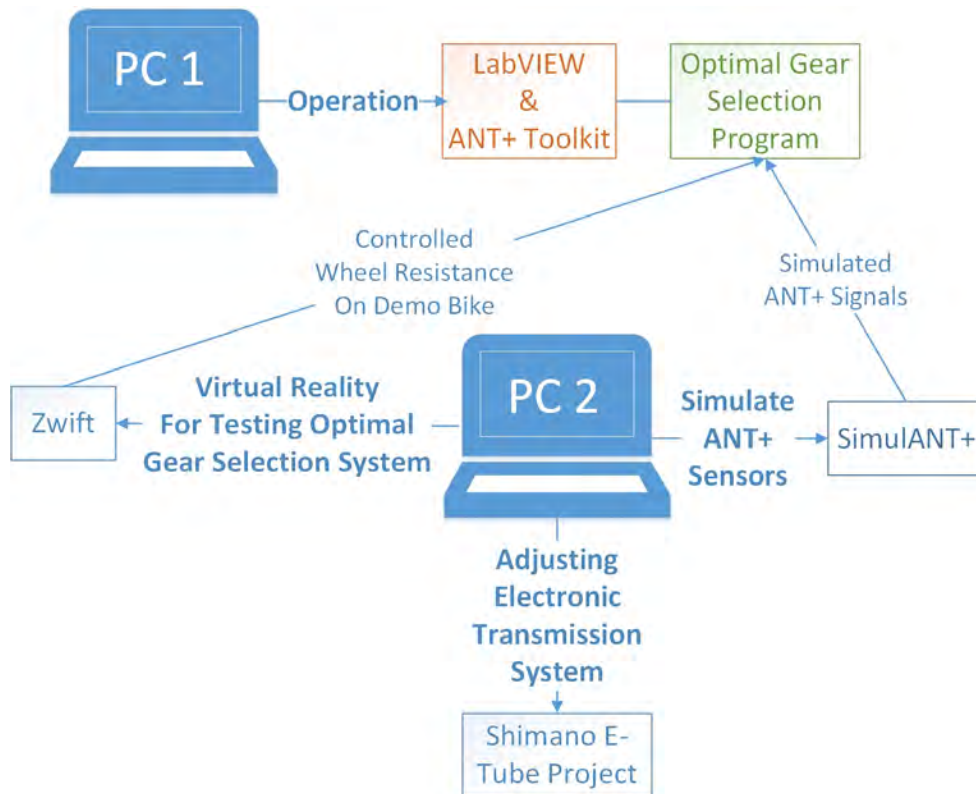 PC 1
Operation
LabVIEW
&
ANT+ Toolkit
Optimal Gear
Selection
Program
Controlled
Wheel Resistance
On Demo Bike
Simulated
ANT+ Signals
Zwift
Virtual Reality
For Testing Optimal
Gear Selection System
PC 2
Simulate
ANT+
Sensors
SimulANT+
Adjusting
Electronic
Transmission
System
Shimano E-
Tube Project